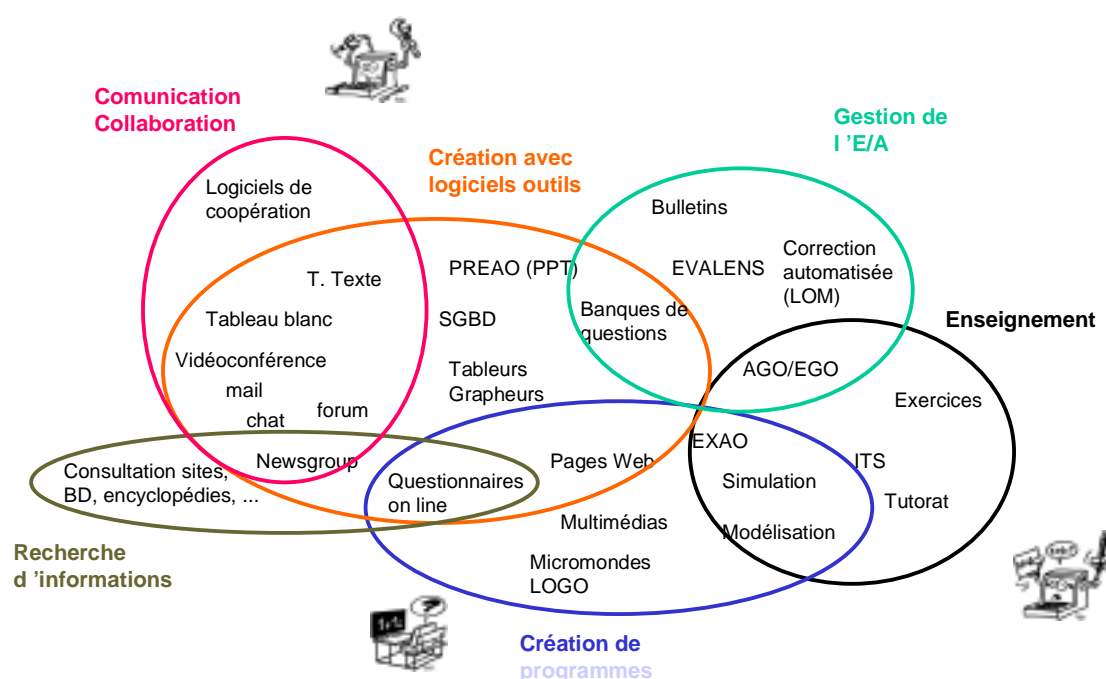 Comunication
Collaboration
Gestion de
l ’E/A
Création avec
logiciels outils
Logiciels de
coopération
Bulletins
Correction
automatisée
(LOM)
PREAO (PPT)
EVALENS
T. Texte
Banques de
questions
Tableau blanc
SGBD
Enseignement
Vidéoconférence
mail
chat
forum
Tableurs
Grapheurs
AGO/EGO
Exercices
EXAO
Newsgroup
Consultation sites,
BD, encyclopédies, ...
Questionnaires
on line
Pages Web
ITS
Simulation
Tutorat
Multimédias
Modélisation
Recherche
d ’informations
Micromondes
LOGO
Création de
programmes